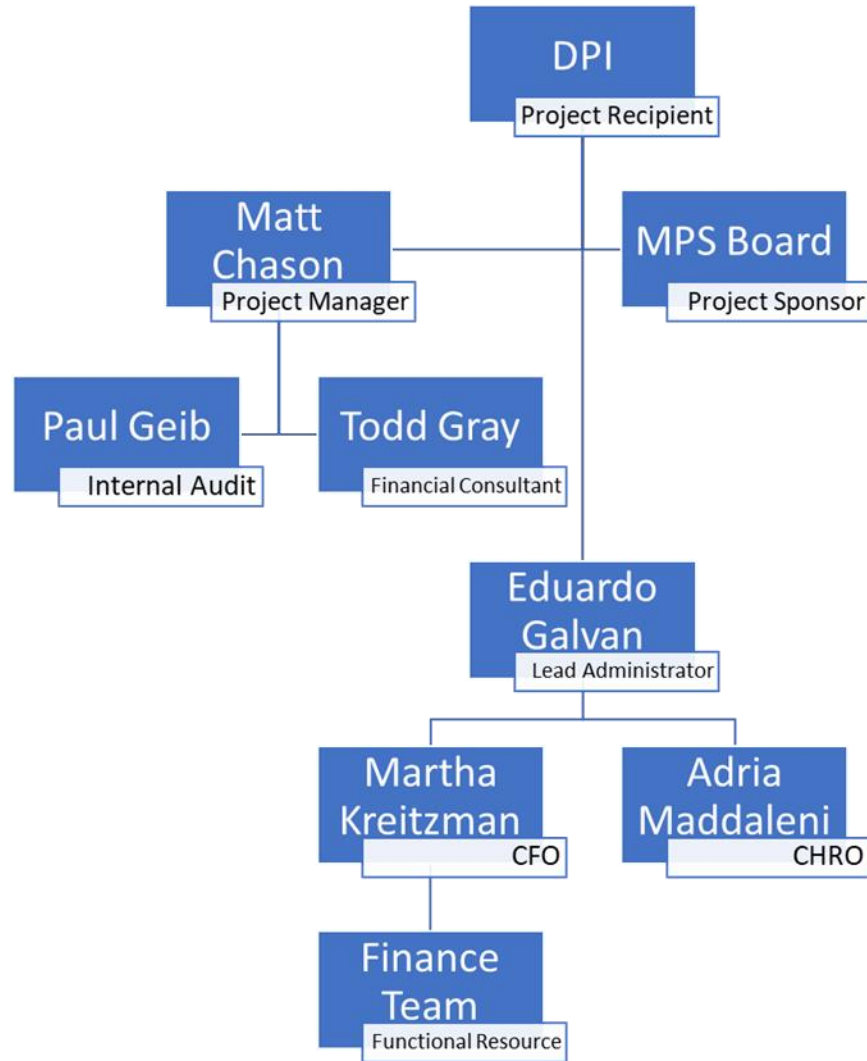 DPI
Project Recipient
Matt
Chason
Project Manager
MPS Board
Project Sponsor
Paul Geib
Internal Audit
Todd Gray
Financial Consultant
Eduardo
Galvan
Lead Administrator
Martha
Kreitzman
CFO
Adria
Maddaleni
CHRO
Finance
Team
Functional Resource